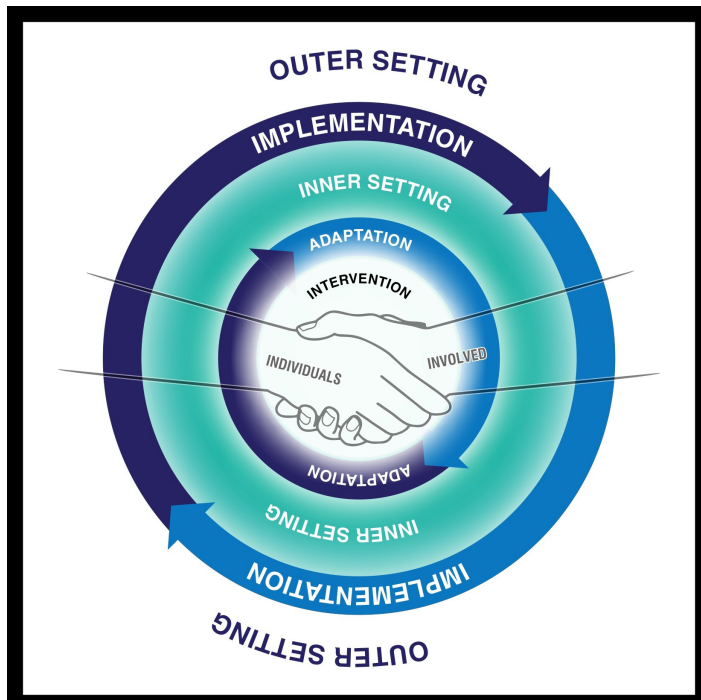 OUTER SETTING
IMPLEMENTATION
INNER SETTING
ADAPTATION
INTERVENTION
INDIVIDUALS
INVOLVED
ADAPTATION
INNER SETTING
IMPLEMENTATION
OUTER SETTING